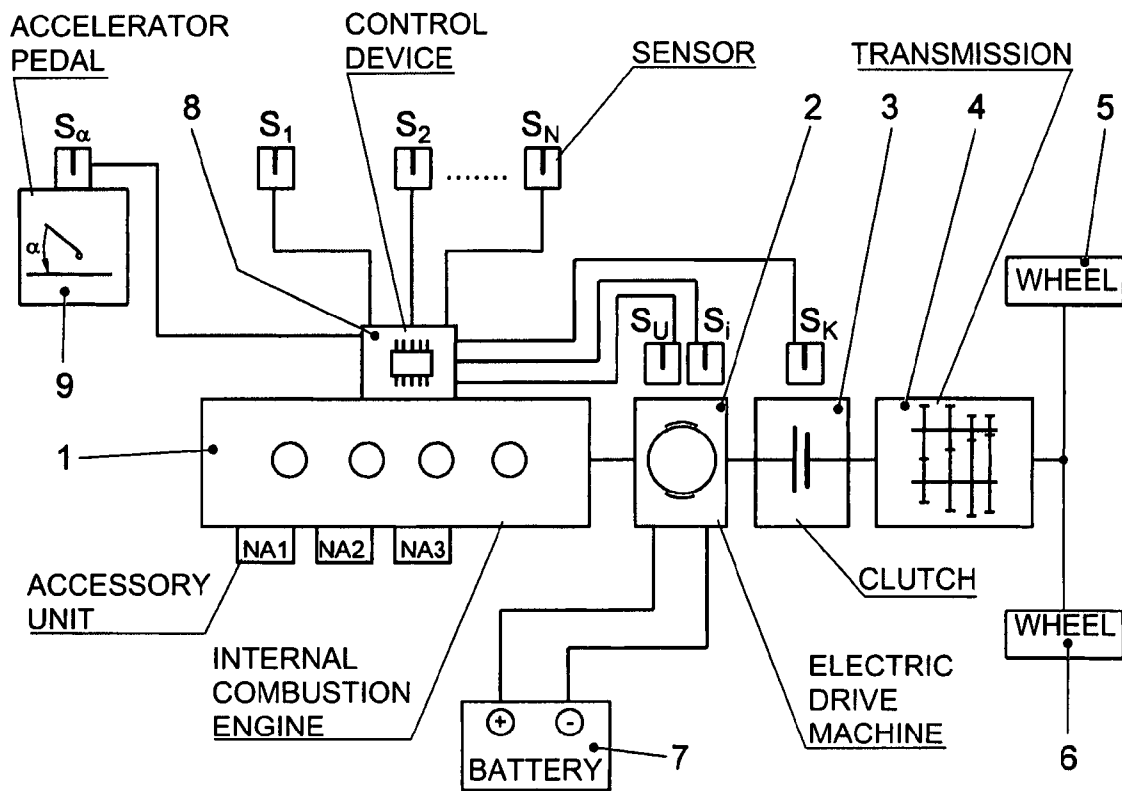 ACCELERATOR
PEDAL
CONTROL
DEVICE
SENSOR
TRANSMISSION
8
2
3
4
5
Sα
S1
S2
.......
SN
α
9
WHEEL
SU
Si
SK
1
NA1
NA2
NA3
ACCESSORY
UNIT
CLUTCH
WHEEL
INTERNAL
COMBUSTION
ENGINE
ELECTRIC
DRIVE
MACHINE
+
-
BATTERY
7
6